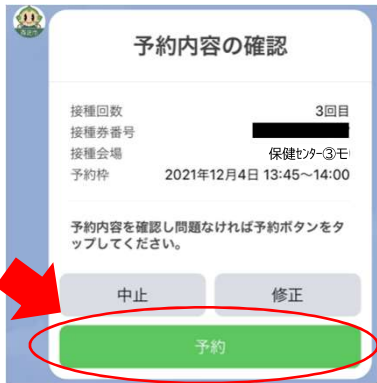 予約内容の確認
接種回数 3回目
接種券番号
接種会場 保健ｾﾝﾀｰ③モ
予約枠 2021年12月4日 13:45～14:00
予約内容を確認し問題なければ予約ボタンをタ
ップしてください。
中止 修正
予約